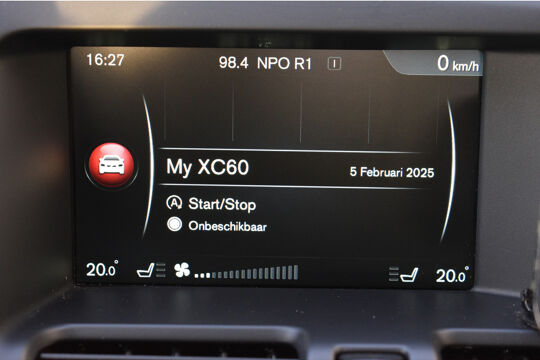 16:27 98.4 NPO R1 I 0 km/h
My XC60 5 Februari 2025
A Start/Stop
Onbeschikbaar
20.0° 20.0°